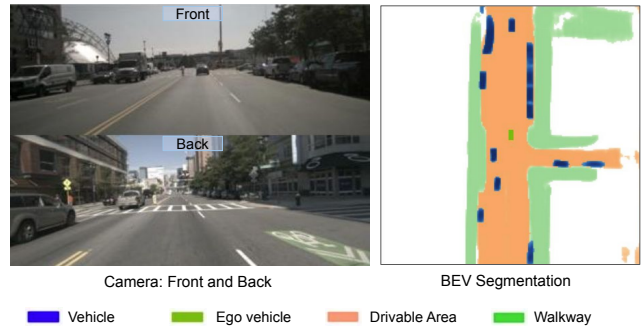 Front
Back
Camera: Front and Back
BEV Segmentation
Vehicle
Ego vehicle
Drivable Area
Walkway